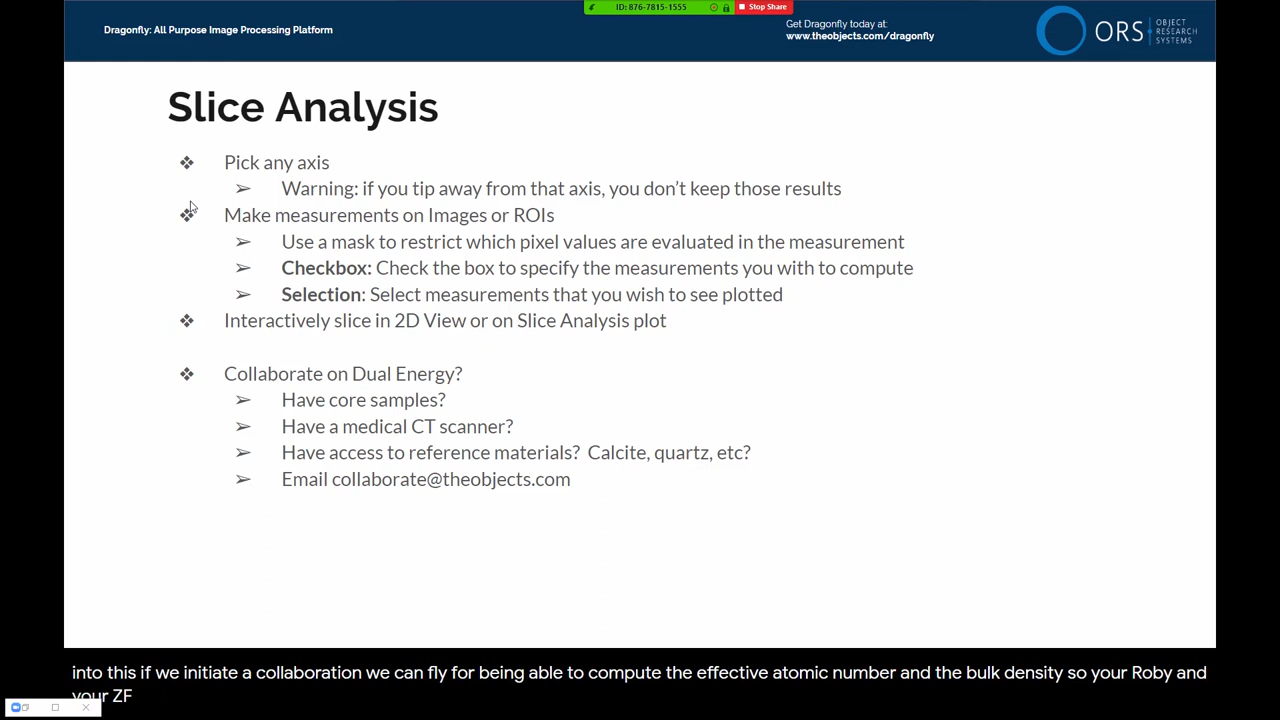 ID: 876-7815-1555
Stop Share
Dragonfly: All Purpose Image Processing Platform
Get Dragonfly today at:
www.theobjects.com/dragonfly
ORS
OBJECT
RESEARCH
SYSTEMS
Slice Analysis
Pick any axis
Warning: if you tip away from that axis, you don't keep those results
Make measurements on Images or ROIs
Use a mask to restrict which pixel values are evaluated in the measurement
Checkbox: Check the box to specify the measurements you with to compute
Selection: Select measurements that you wish to see plotted
Interactively slice in 2D View or on Slice Analysis plot
Collaborate on Dual Energy?
Have core samples?
Have a medical CT scanner?
Have access to reference materials? Calcite, quartz, etc?
Email collaborate@theobjects.com
into this if we initiate a collaboration we can fly for being able to compute the effective atomic number and the bulk density so your Roby and
your ZF